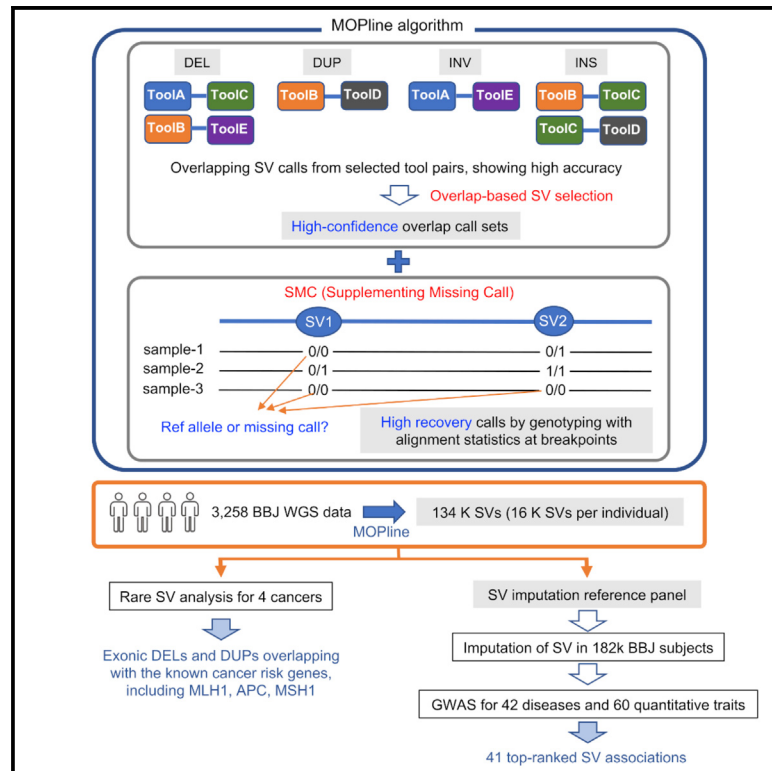 MOPline algorithm
DEL
DUP
INV
INS
ToolA ToolC
ToolB ToolD
ToolA ToolE
ToolB ToolC
ToolB ToolE
ToolC ToolD
Overlapping SV calls from selected tool pairs, showing high accuracy
Overlap-based SV selection
High-confidence overlap call sets
SMC (Supplementing Missing Call)
SV1
SV2
sample-1 0/0 0/1
sample-2 0/1 1/1
sample-3 0/0 0/0
Ref allele or missing call?
High recovery calls by genotyping with
alignment statistics at breakpoints
3,258 BBJ WGS data
MOPline
134 K SVs (16 K SVs per individual)
Rare SV analysis for 4 cancers
Exonic DELs and DUPs overlapping
with the known cancer risk genes,
including MLH1, APC, MSH1
SV imputation reference panel
Imputation of SV in 182k BBJ subjects
GWAS for 42 diseases and 60 quantitative traits
41 top-ranked SV associations